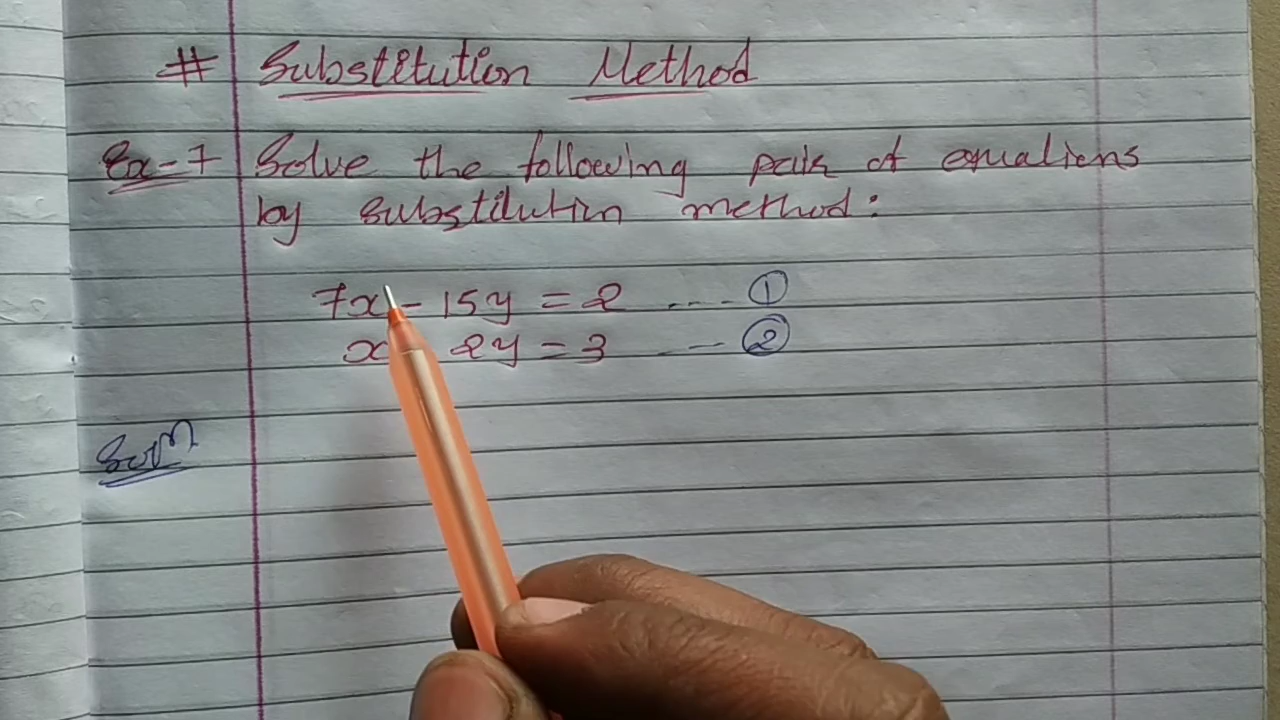 # Substitution Method
Ex-7 Solve the following pair of equations
by substitution method:
7x - 15y = 2 ---- ①
x 2y = 3 -- ②
Solⁿ